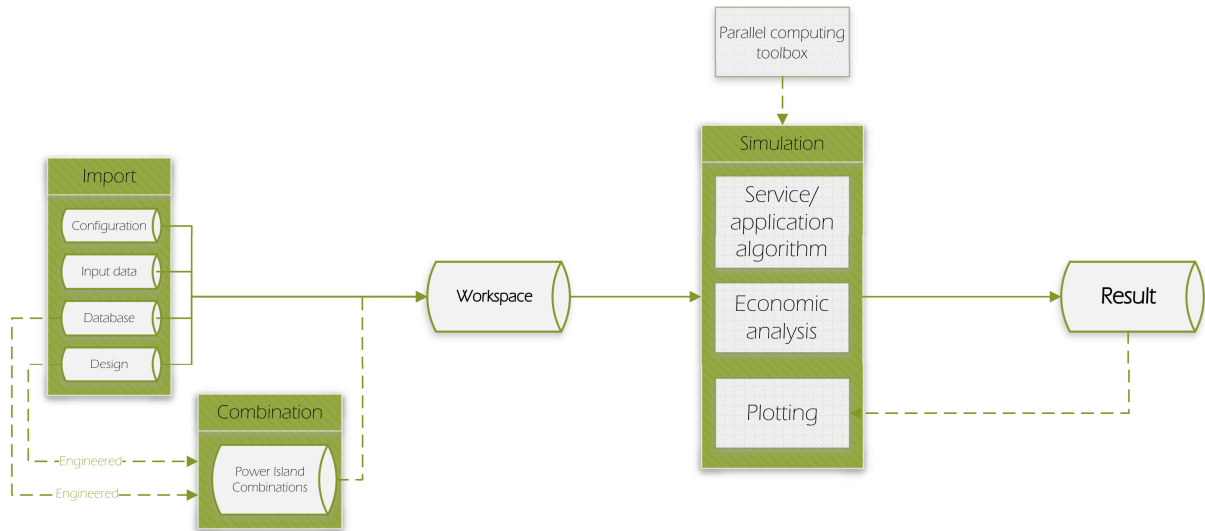 Parallel computing
toolbox
Simulation
Service/
application
algorithm
Economic
analysis
Plotting
Import
Configuration
Input data
Database
Design
Workspace
Result
Combination
Power Island
Combinations
Engineered
Engineered